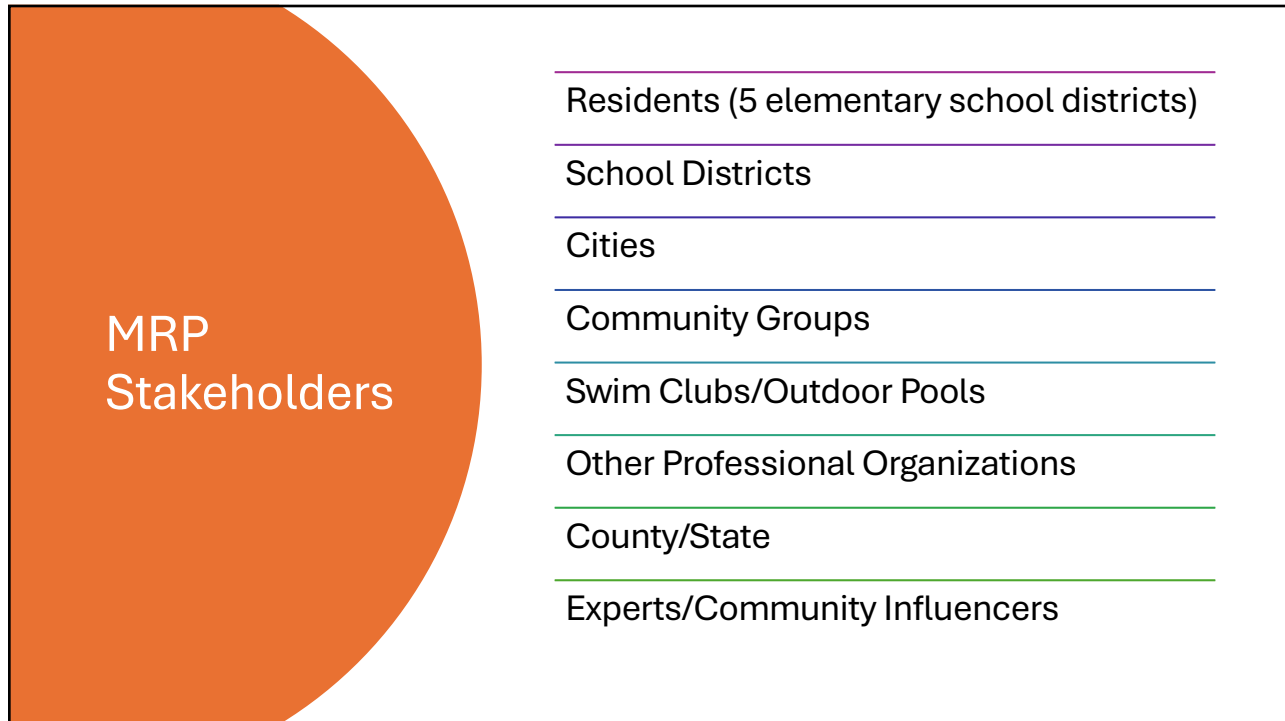 MRP
Stakeholders
Residents (5 elementary school districts)
School Districts
Cities
Community Groups
Swim Clubs/Outdoor Pools
Other Professional Organizations
County/State
Experts/Community Influencers